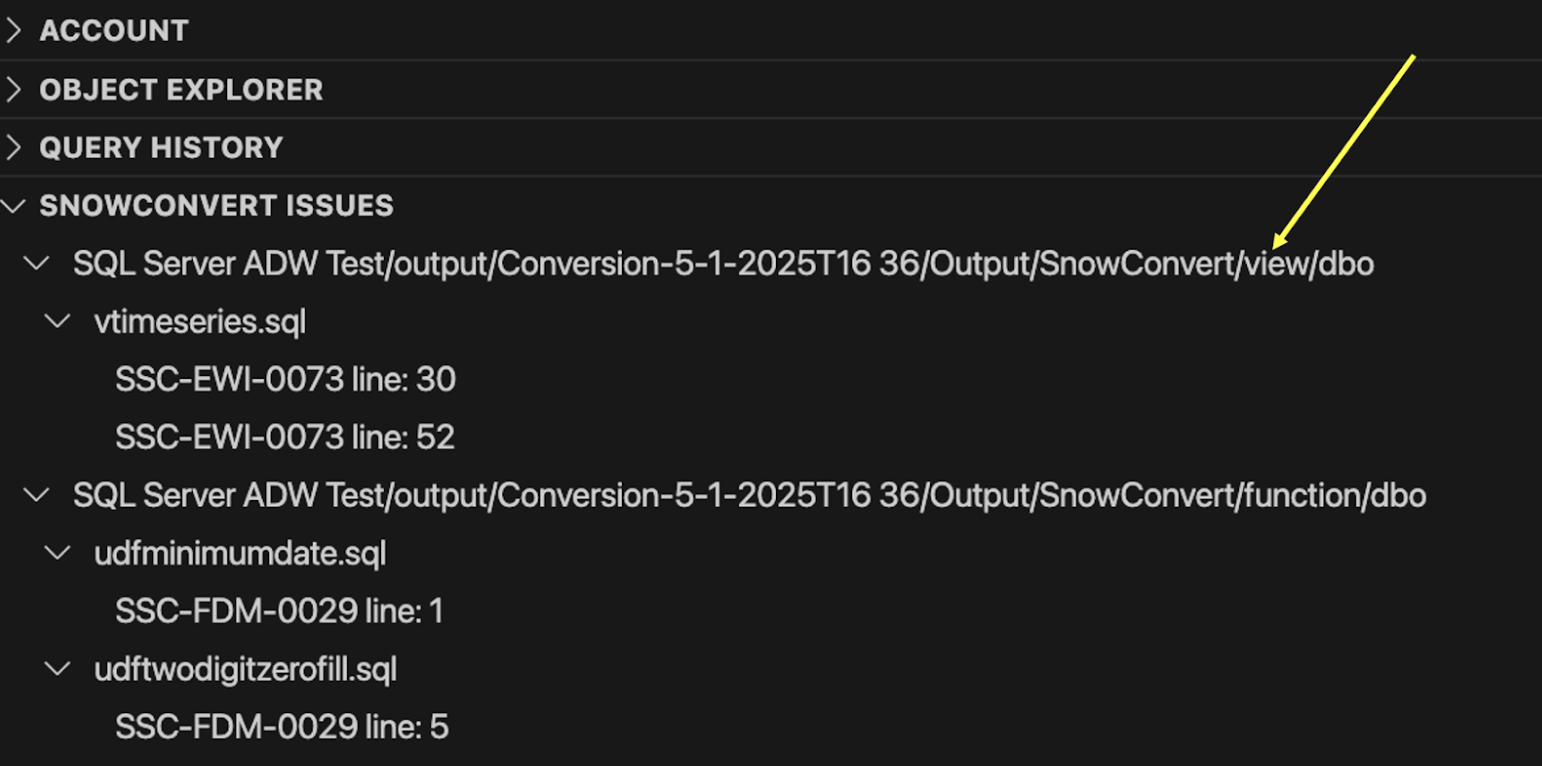 ACCOUNT
OBJECT EXPLORER
QUERY HISTORY
SNOWCONVERT ISSUES
SQL Server ADW Test/output/Conversion-5-1-2025T16 36/Output/SnowConvert/view/dbo
vtimeseries.sql
SSC-EWI-0073 line: 30
SSC-EWI-0073 line: 52
SQL Server ADW Test/output/Conversion-5-1-2025T16 36/Output/SnowConvert/function/dbo
udfminimumdate.sql
SSC-FDM-0029 line: 1
udftwodigitzerofill.sql
SSC-FDM-0029 line: 5